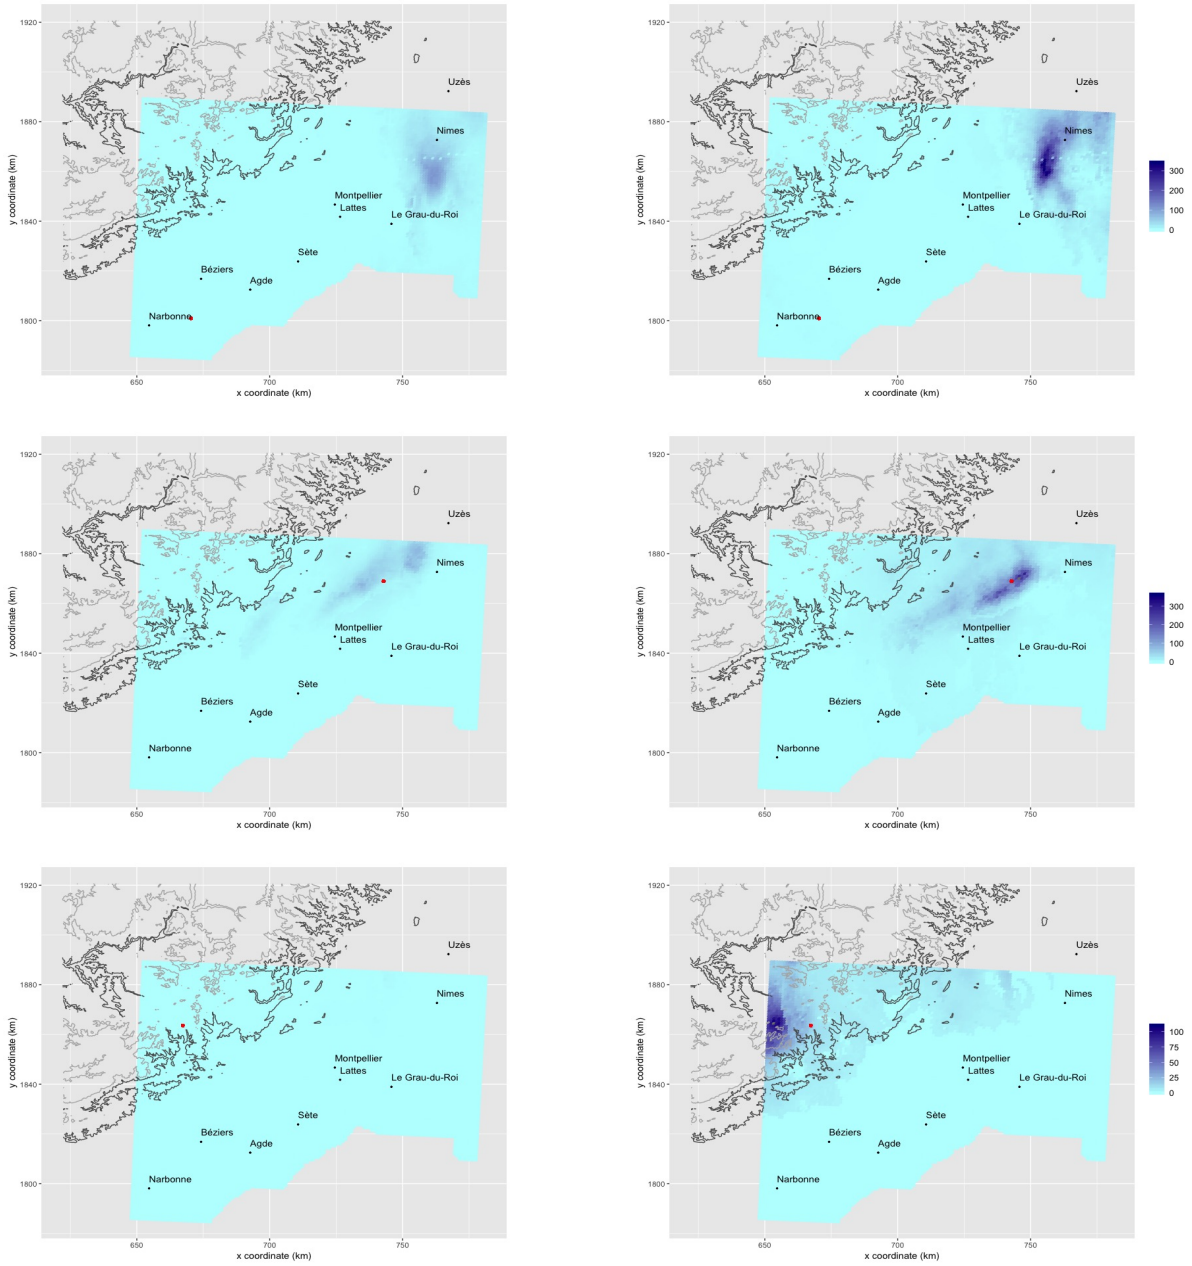 1920
Uzès
1880
Nimes
Montpellier
Lattes
1840
Le Grau-du-Roi
Sète
Béziers
Agde
Narbonne
1800
650
700
750
x coordinate (km)
y coordinate (km)
1920
Uzès
1880
Nimes
Montpellier
Lattes
1840
Le Grau-du-Roi
Sète
Béziers
Agde
Narbonne
1800
650
700
750
x coordinate (km)
y coordinate (km)
300
200
100
0
1920
Uzès
1880
Nimes
Montpellier
Lattes
1840
Le Grau-du-Roi
Sète
Béziers
Agde
Narbonne
1800
650
700
750
x coordinate (km)
y coordinate (km)
1920
Uzès
1880
Nimes
Montpellier
Lattes
1840
Le Grau-du-Roi
Sète
Béziers
Agde
Narbonne
1800
650
700
750
x coordinate (km)
y coordinate (km)
300
200
100
0
1920
Uzès
1880
Nimes
Montpellier
Lattes
1840
Le Grau-du-Roi
Sète
Béziers
Agde
Narbonne
1800
650
700
750
x coordinate (km)
y coordinate (km)
1920
Uzès
1880
Nimes
Montpellier
Lattes
1840
Le Grau-du-Roi
Sète
Béziers
Agde
Narbonne
1800
650
700
750
x coordinate (km)
y coordinate (km)
100
75
50
25
0